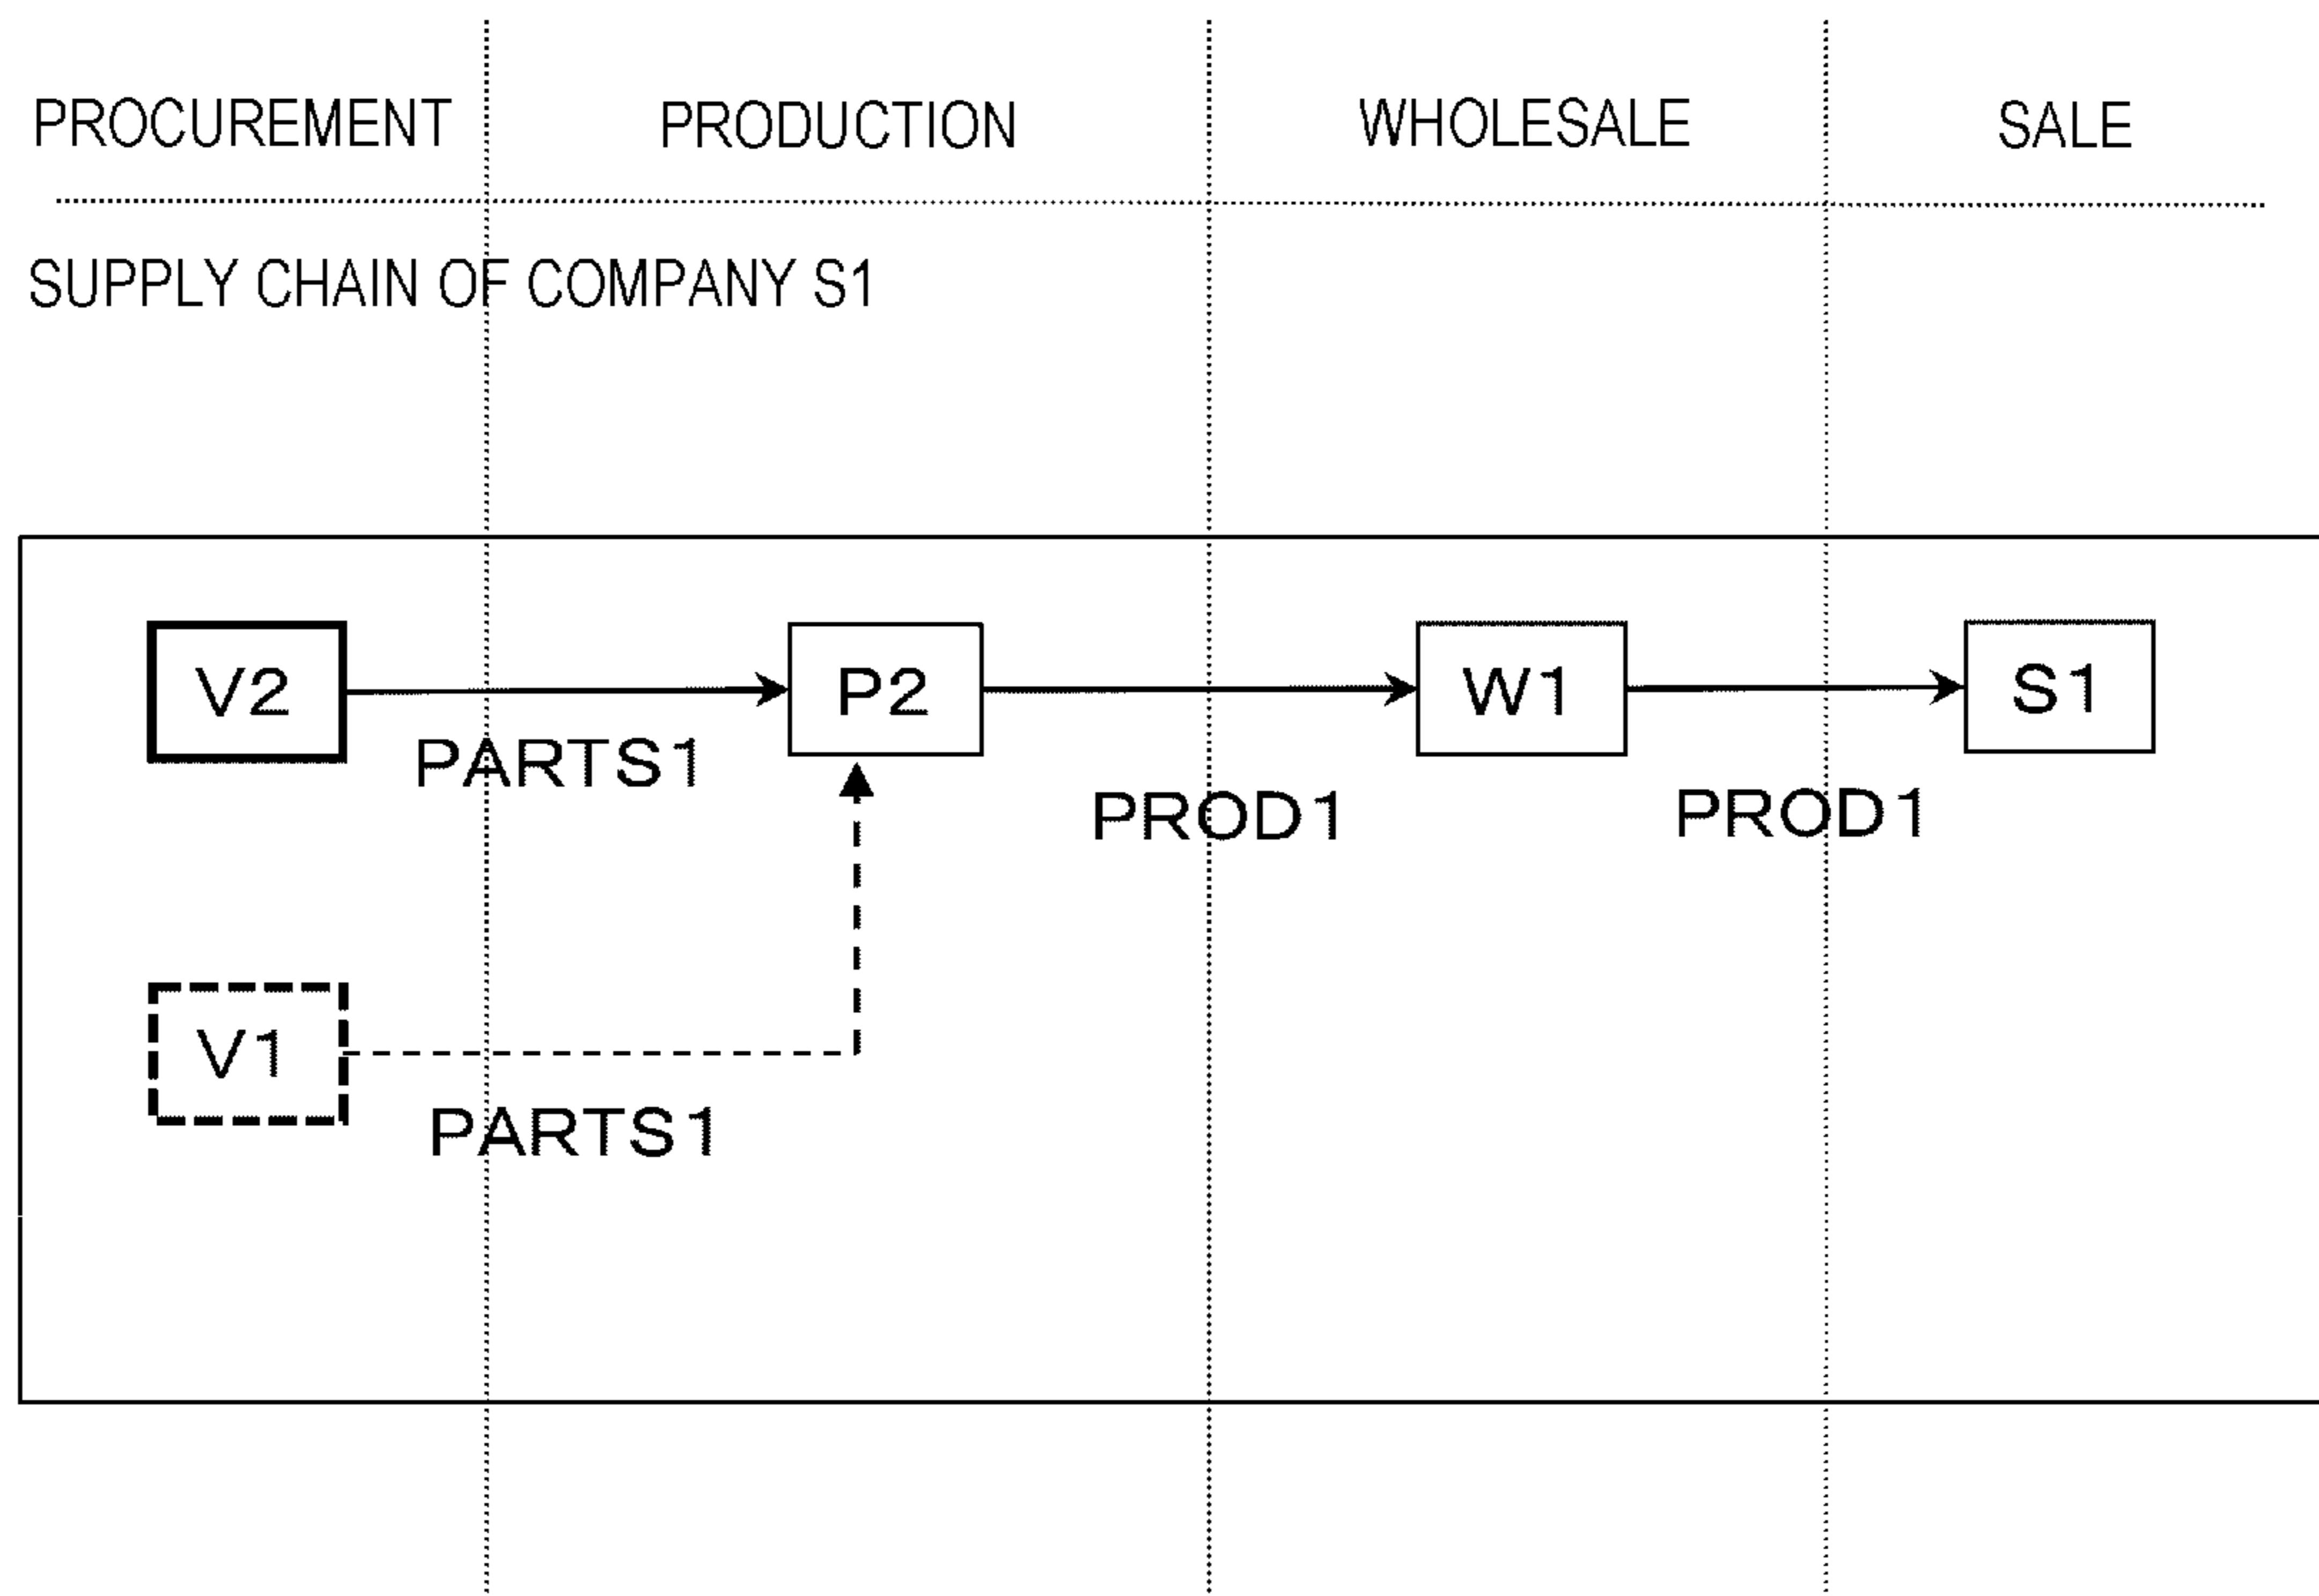 PROCUREMENT PRODUCTION WHOLESALE SALE
SUPPLY CHAIN OF COMPANY S1
V2 P2 W1 S1
PARTS1
PROD1 PROD1
V1
PARTS1